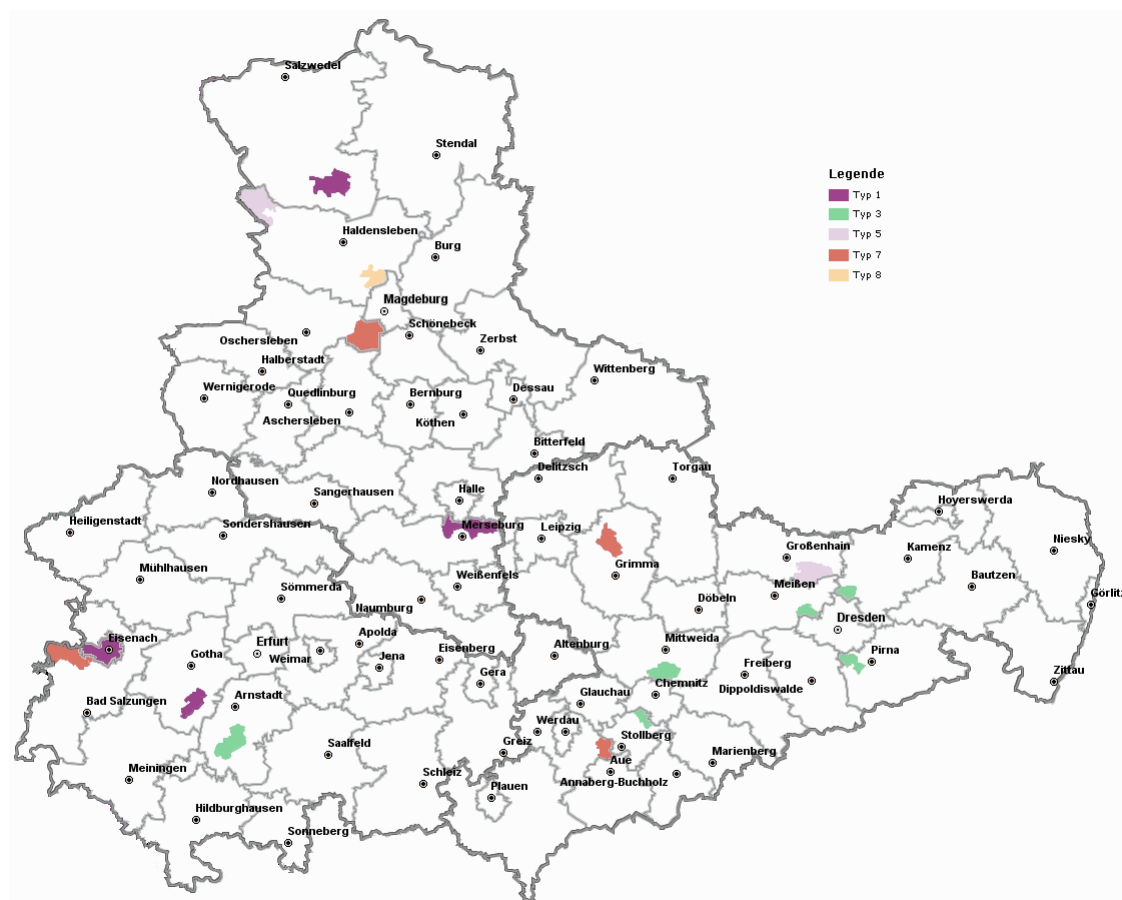 Salzwedel
Stendal
Legende
Typ 1
Typ 3
Typ 5
Typ 7
Typ 8
Haldensleben
Burg
Magdeburg
Schönebeck
Oschersleben
Zerbst
Halberstadt
Wittenberg
Wernigerode
Quedlinburg
Bernburg
Dessau
Aschersleben
Köthen
Bitterfeld
Delitzsch
Torgau
Nordhausen
Sangerhausen
Halle
Hoyerswerda
Heiligenstadt
Sondershausen
Merseburg
Leipzig
Großenhain
Kamenz
Niesky
Mühlhausen
Sömmerda
Weißenfels
Grimma
Meißen
Bautzen
Naumburg
Döbeln
Görlitz
Dresden
Eisenach
Erfurt
Apolda
Eisenberg
Altenburg
Mittweida
Gotha
Weimar
Jena
Gera
Freiberg
Pirna
Zittau
Bad Salzungen
Arnstadt
Glauchau
Chemnitz
Dippoldiswalde
Werdau
Stollberg
Saalfeld
Greiz
Marienberg
Meiningen
Schleiz
Aue
Plauen
Annaberg-Buchholz
Hildburghausen
Sonneberg